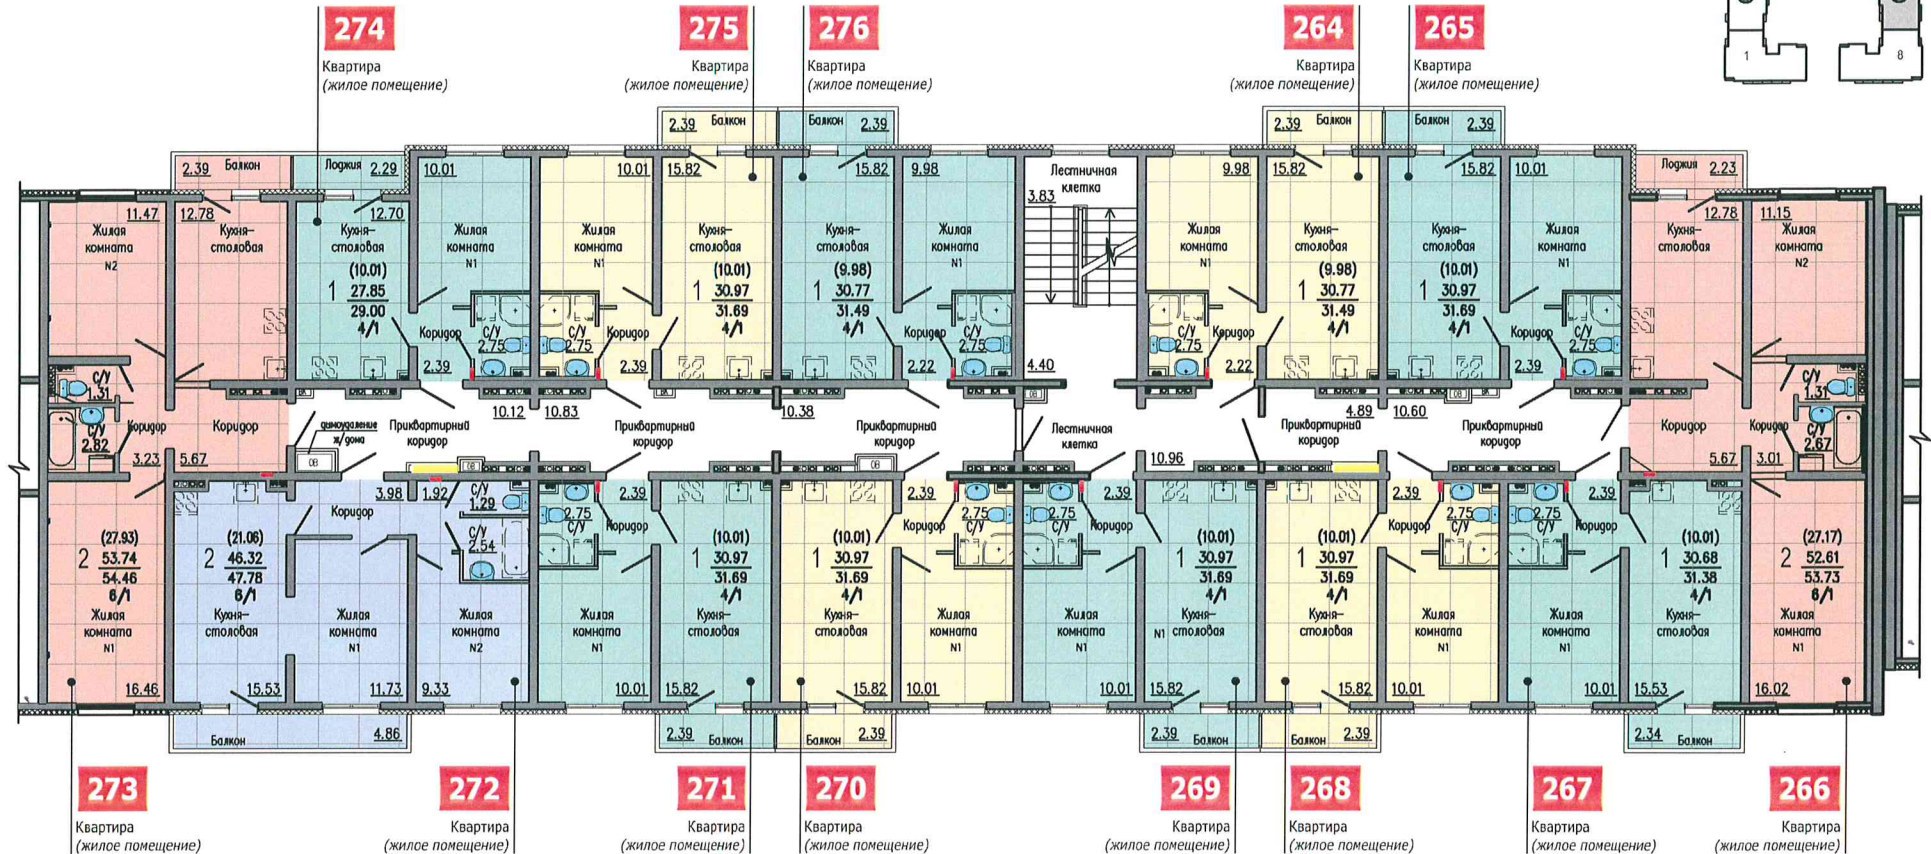 274
Квартира
(жилое помещение)
275
Квартира
(жилое помещение)
276
Квартира
(жилое помещение)
264
Квартира
(жилое помещение)
265
Квартира
(жилое помещение)
1
8
2.39 Балкон
Лоджия 2.29
2.39 Балкон
Балкон 2.39
2.39 Балкон
Балкон 2.39
Лоджия 2.23
11.47
Жилая
комната
N2
12.78
Кухня-
столовая
12.70
Кухня-
столовая
(10.01)
1 27.85
29.00
4/1
10.01
Жилая
комната
N1
10.01
Жилая
комната
N1
15.82
Кухня-
столовая
(10.01)
1 30.97
31.69
4/1
15.82
Кухня-
столовая
(9.98)
1 30.77
31.49
4/1
9.98
Жилая
комната
N1
Лестничная
клетка
3.83
9.98
Жилая
комната
N1
15.82
Кухня-
столовая
(9.98)
1 30.77
31.49
4/1
15.82
Кухня-
столовая
(10.01)
1 30.97
31.69
4/1
10.01
Жилая
комната
N1
12.78
Кухня-
столовая
11.15
Жилая
комната
N2
Коридор
2.39
С/У
2.75
С/У
2.75
Коридор
2.39
Коридор
2.22
С/У
2.75
4.40
С/У
2.75
Коридор
2.22
Коридор
2.39
С/У
2.75
С/У
1.31
С/У
2.82
Коридор
3.23
Коридор
5.67
дымоудаление
ж/дома
ОВ
10.12
Приквартирный
коридор
10.83
Приквартирный
коридор
10.38
Приквартирный
коридор
ОВ
Лестничная
клетка
10.96
4.89
Приквартирный
коридор
10.60
Приквартирный
коридор
Коридор
5.67
Коридор
3.01
С/У
1.31
С/У
2.67
(27.93)
2 53.74
54.46
6/1
Жилая
комната
N1
16.46
(21.06)
2 46.32
47.78
6/1
Кухня-
столовая
15.53
3.98
Коридор
1.92
С/У
1.29
С/У
2.54
Жилая
комната
N1
11.73
Жилая
комната
N2
9.33
2.75
С/У
2.39
Коридор
Жилая
комната
N1
10.01
(10.01)
1 30.97
31.69
4/1
Кухня-
столовая
15.82
(10.01)
1 30.97
31.69
4/1
Кухня-
столовая
15.82
2.39
Коридор
2.75
С/У
Жилая
комната
N1
10.01
2.75
С/У
2.39
Коридор
Жилая
комната
10.01
(10.01)
1 30.97
31.69
4/1
N1
Кухня-
столовая
15.82
(10.01)
1 30.97
31.69
4/1
Кухня-
столовая
15.82
2.39
Коридор
2.75
С/У
Жилая
комната
N1
10.01
2.75
С/У
2.39
Коридор
Жилая
комната
N1
10.01
(10.01)
1 30.68
31.38
4/1
Кухня-
столовая
15.53
(27.17)
2 52.61
53.73
6/1
Жилая
комната
N1
16.02
Балкон 4.86
2.39 Балкон
Балкон 2.39
2.39 Балкон
Балкон 2.39
2.34 Балкон
273
Квартира
(жилое помещение)
272
Квартира
(жилое помещение)
271
Квартира
(жилое помещение)
270
Квартира
(жилое помещение)
269
Квартира
(жилое помещение)
268
Квартира
(жилое помещение)
267
Квартира
(жилое помещение)
266
Квартира
(жилое помещение)